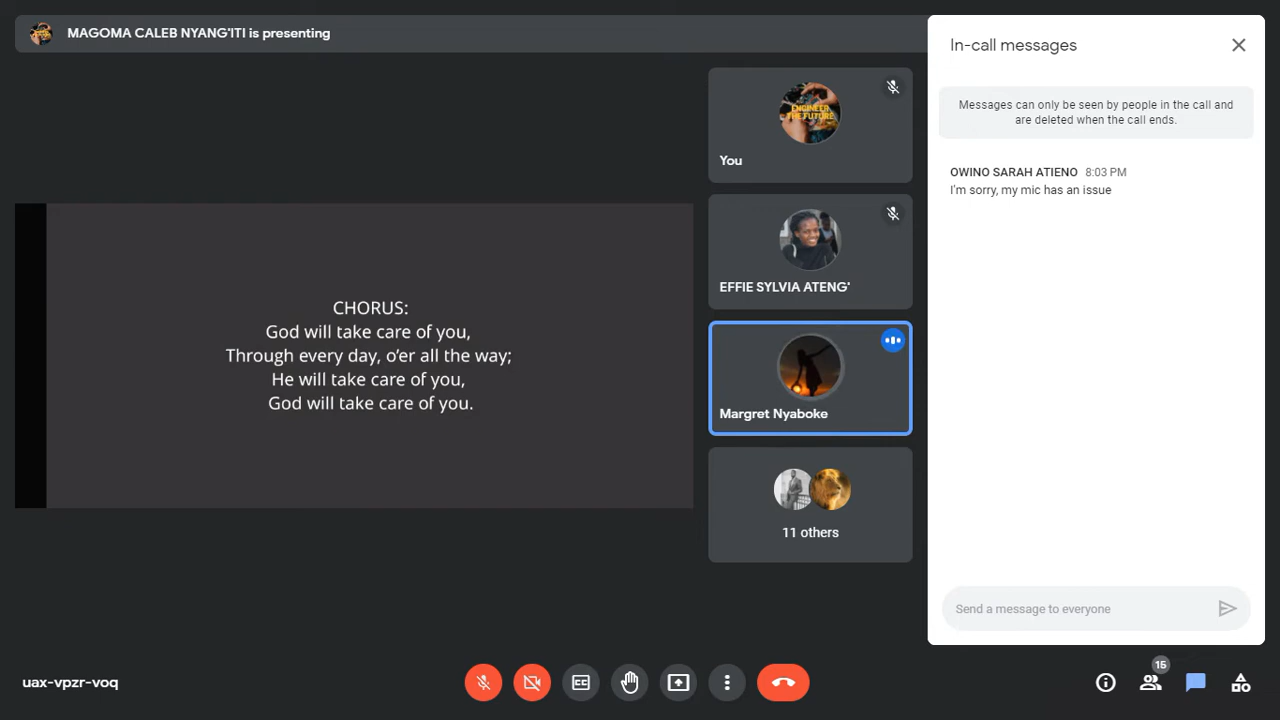 MAGOMA CALEB NYANG'ITI is presenting
CHORUS:
God will take care of you,
Through every day, o'er all the way;
He will take care of you,
God will take care of you.
ENGINEER
THE FUTURE
You
EFFIE SYLVIA ATENG'
Margret Nyaboke
11 others
In-call messages
Messages can only be seen by people in the call and
are deleted when the call ends.
OWINO SARAH ATIENO 8:03 PM
I'm sorry, my mic has an issue
Send a message to everyone
uax-vpzr-voq
CC
15